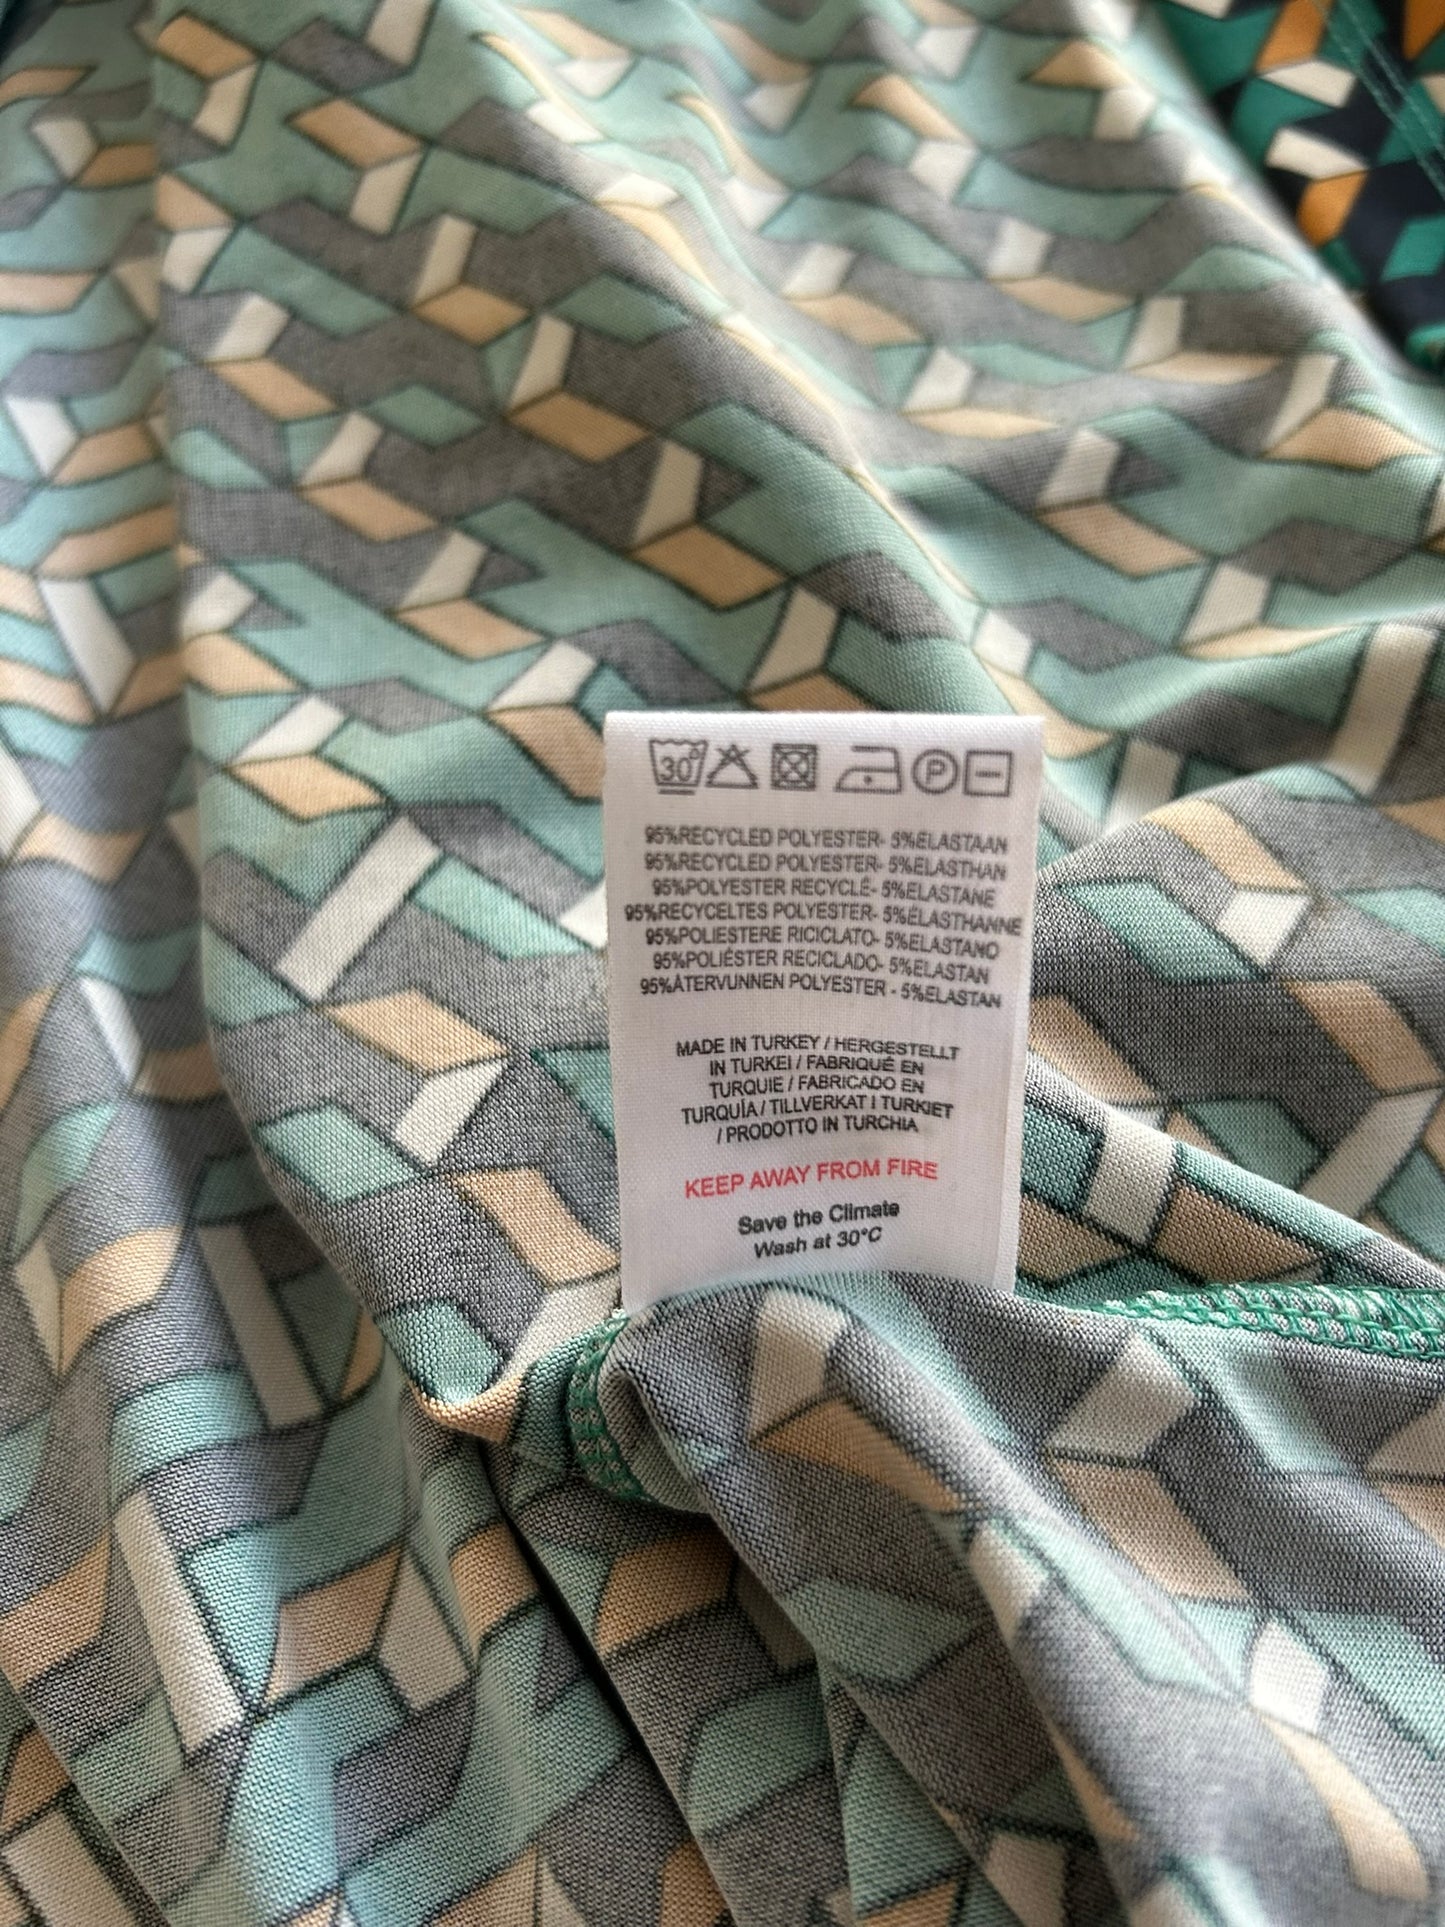 30°
P
95%RECYCLED POLYESTER- 5%ELASTAAN
95%RECYCLED POLYESTER- 5%ELASTHAN
95%POLYESTER RECYCLÉ- 5%ELASTANE
95%RECYCELTES POLYESTER- 5%ELASTHANNE
95%POLIESTERE RICICLATO- 5%ELASTANO
95%POLIÉSTER RECICLADO- 5%ELASTAN
95%ÅTERVUNNEN POLYESTER - 5%ELASTAN
MADE IN TURKEY / HERGESTELLT
IN TURKEI / FABRIQUÉ EN
TURQUIE / FABRICADO EN
TURQUÍA / TILLVERKAT I TURKIET
/ PRODOTTO IN TURCHIA
KEEP AWAY FROM FIRE
Save the Climate
Wash at 30°C